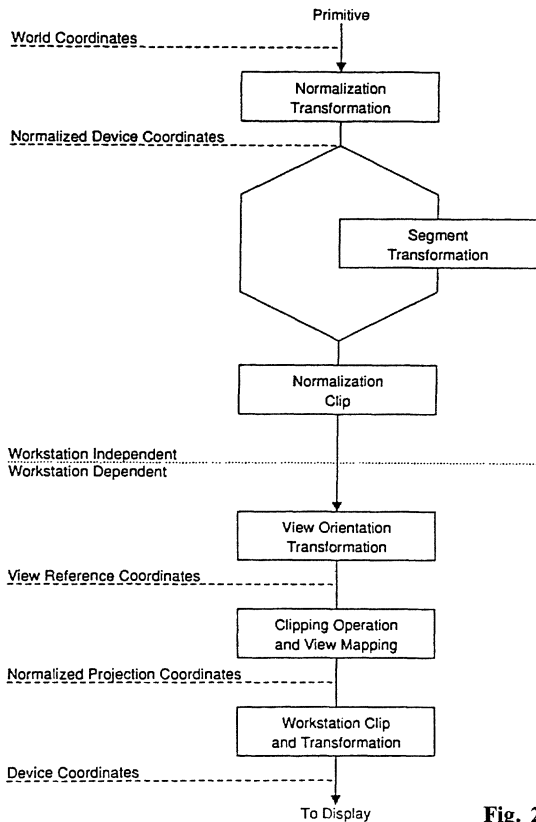 Primitive
World Coordinates
Normalization
Transformation
Normalized Device Coordinates
Segment
Transformation
Normalization
Clip
Workstation Independent
Workstation Dependent
View Orientation
Transformation
View Reference Coordinates
Clipping Operation
and View Mapping
Normalized Projection Coordinates
Workstation Clip
and Transformation
Device Coordinates
To Display
Fig. 2